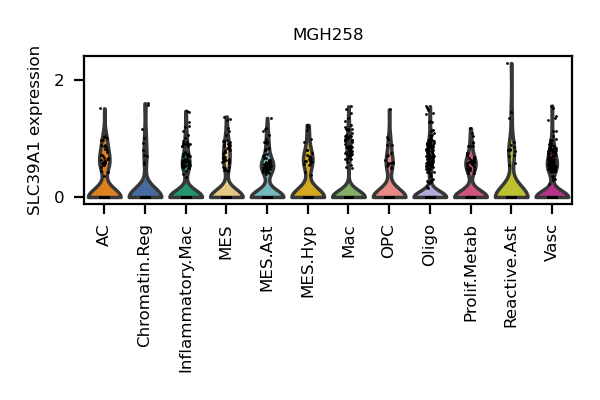 MGH258
SLC39A1 expression
2
0
AC
Chromatin.Reg
Inflammatory.Mac
MES
MES.Ast
MES.Hyp
Mac
OPC
Oligo
Prolif.Metab
Reactive.Ast
Vasc